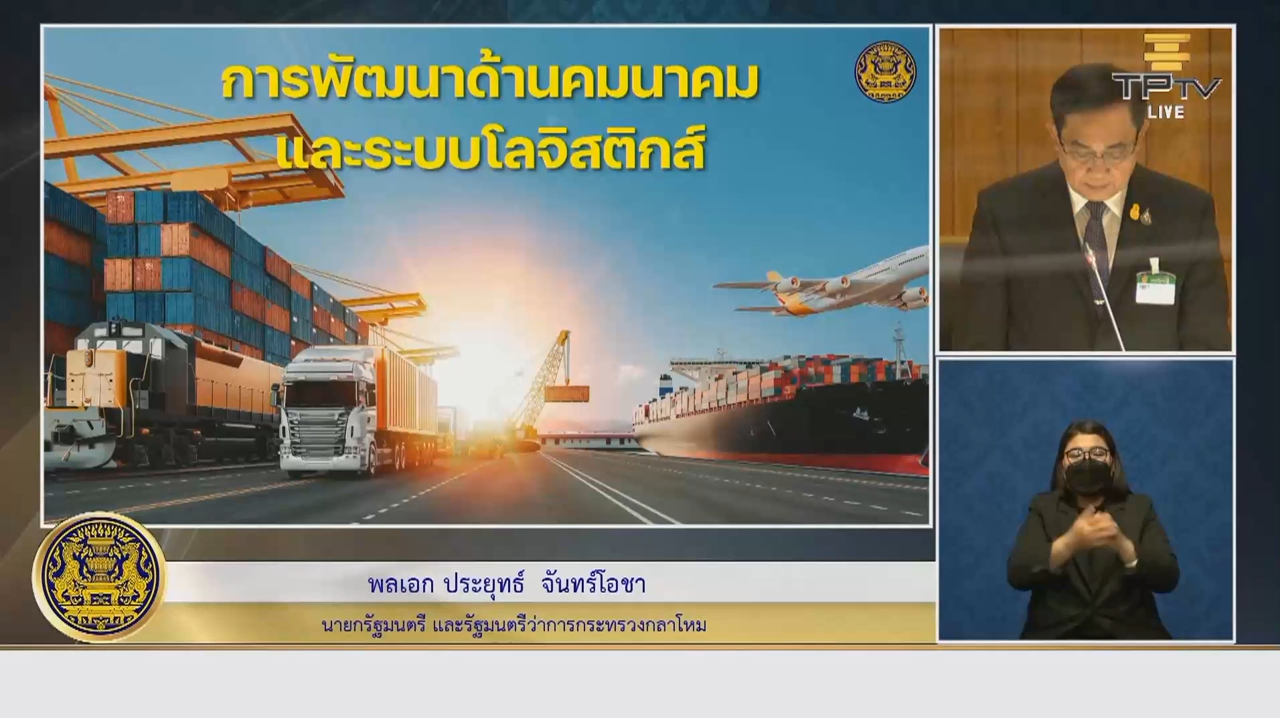 การพัฒนาด้านคมนาคม
และระบบโลจิสติกส์
TPTV
LIVE
พลเอก ประยุทธ์ จันทร์โอชา
นายกรัฐมนตรี และรัฐมนตรีว่าการกระทรวงกลาโหม